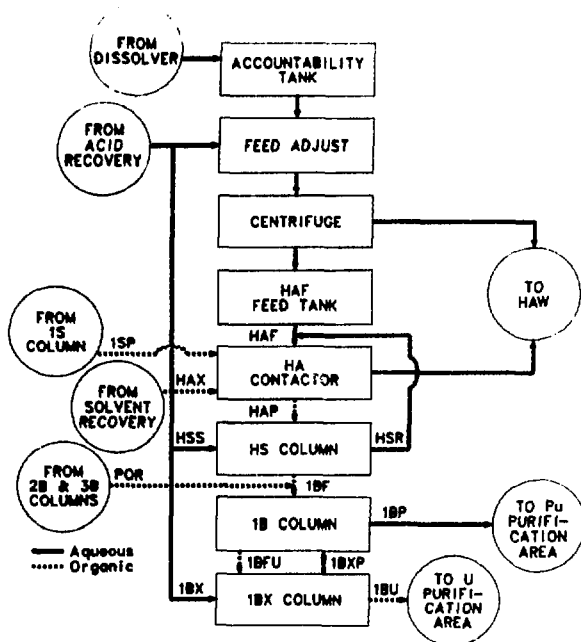 FROM
DISSOLVER
ACCOUNTABILITY
TANK
FROM
ACID
RECOVERY
FEED ADJUST
CENTRIFUGE
HAF
FEED TANK
TO
HAW
FROM
1S
COLUMN
1SP
HAF
HA
CONTACTOR
HAX
FROM
SOLVENT
RECOVERY
HAP
HSS
HS COLUMN
HSR
FROM
2B & 3B
COLUMNS
POR
1BF
1B COLUMN
1BP
TO Pu
PURIFI-
CATION
AREA
Aqueous
Organic
1BFU
1BXP
1BX
1BX COLUMN
1BU
TO U
PURIFI-
CATION
AREA